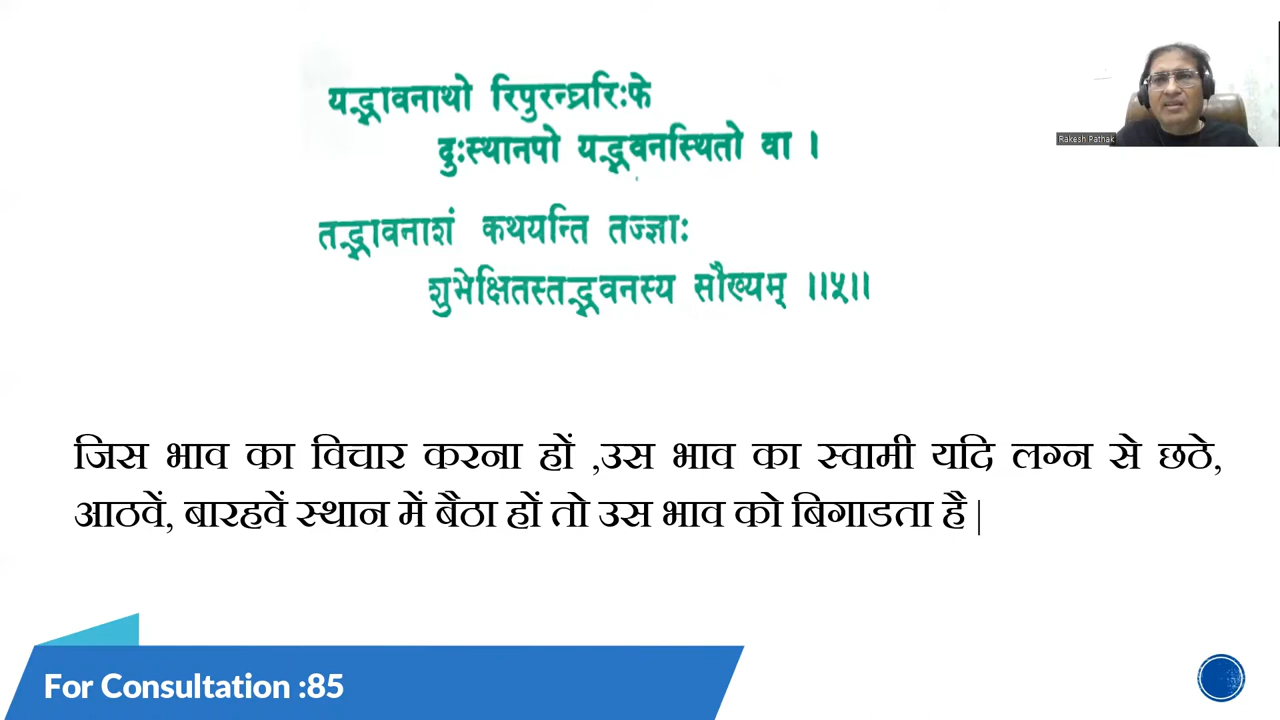 यद्भावनाथो रिपुरन्ध्ररिःफे
दुःस्थानपो यद्भवनस्थितो वा ।
तद्भावनाशं कथयन्ति तज्ज्ञाः
शुभेक्षितस्तद्भवनस्य सौख्यम् ॥५॥
Rakesh Pathak
जिस भाव का विचार करना हों ,उस भाव का स्वामी यदि लग्न से छठे,
आठवें, बारहवें स्थान में बैठा हों तो उस भाव को बिगाडता है |
For Consultation :85